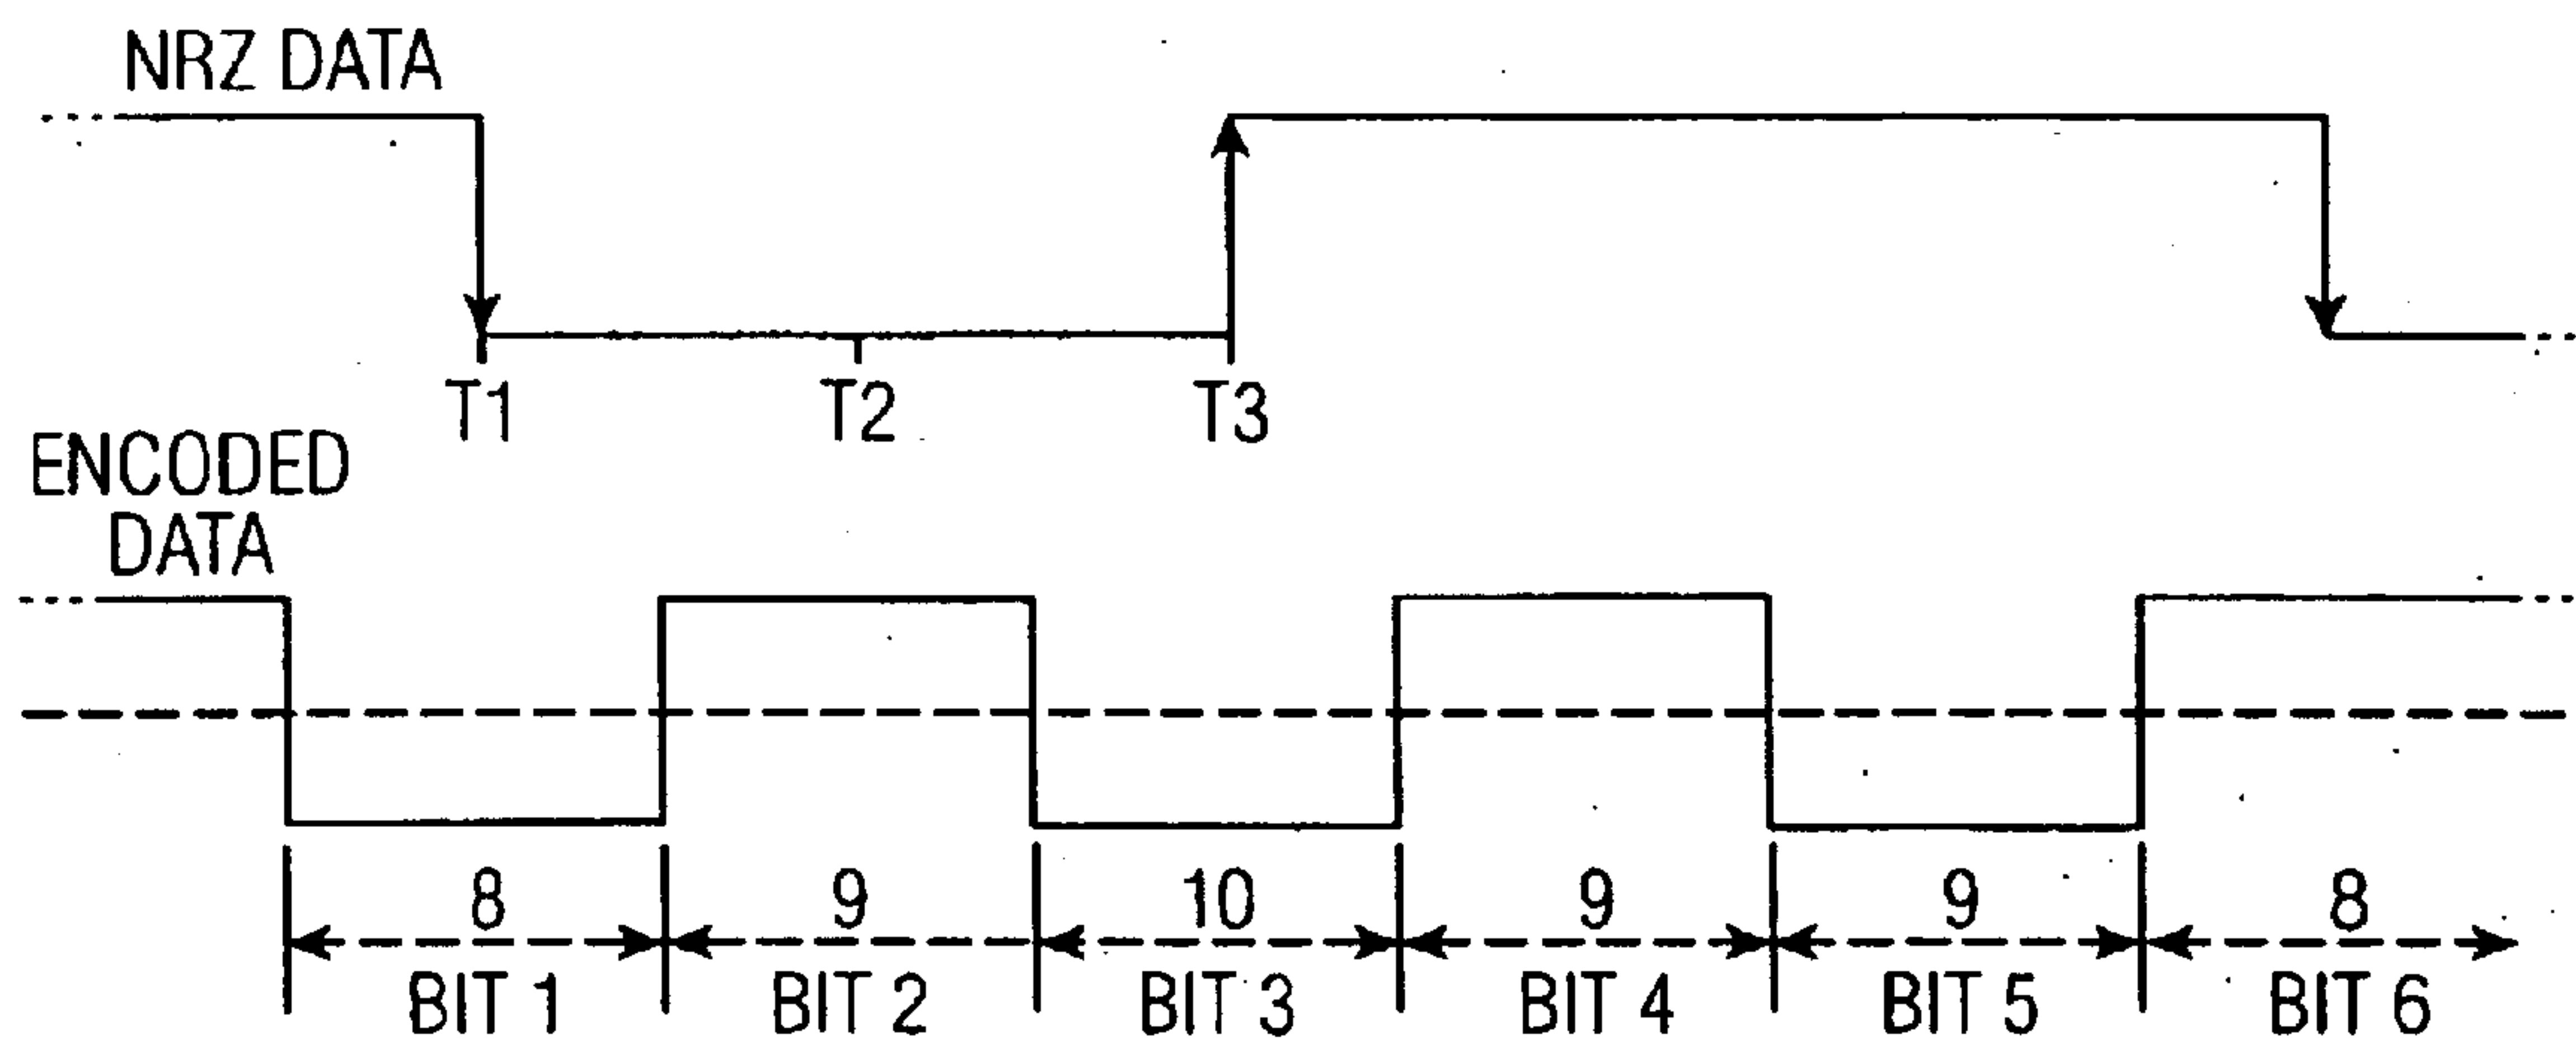 NRZ DATA
T1 T2 T3
ENCODED
DATA
8 9 10 9 9 8
BIT 1 BIT 2 BIT 3 BIT 4 BIT 5 BIT 6